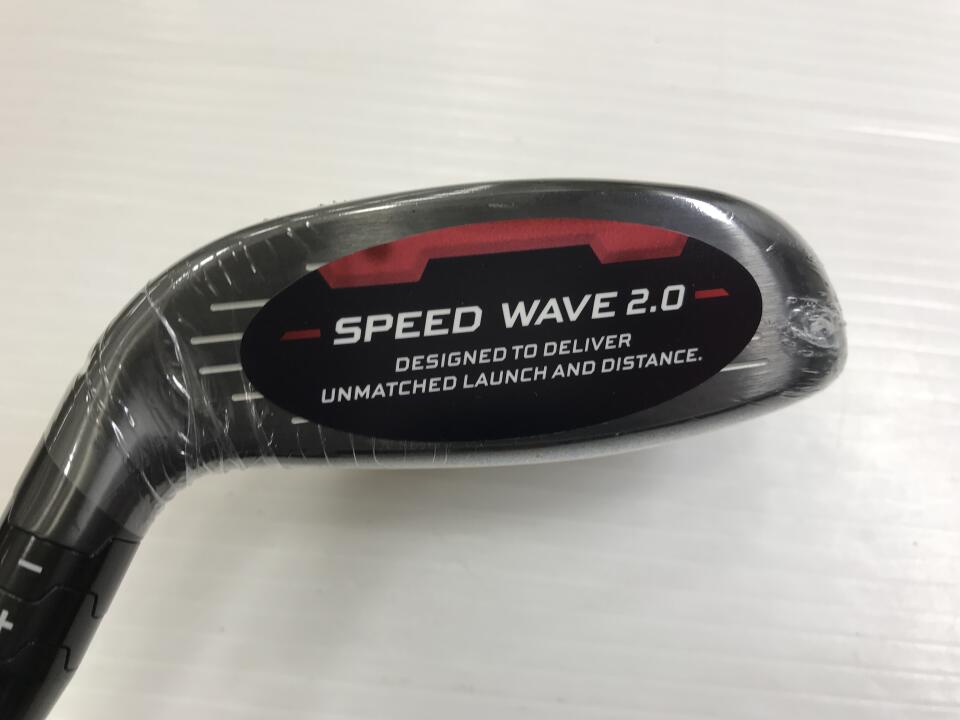 SPEED WAVE 2.0
DESIGNED TO DELIVER
UNMATCHED LAUNCH AND DISTANCE.
−
+